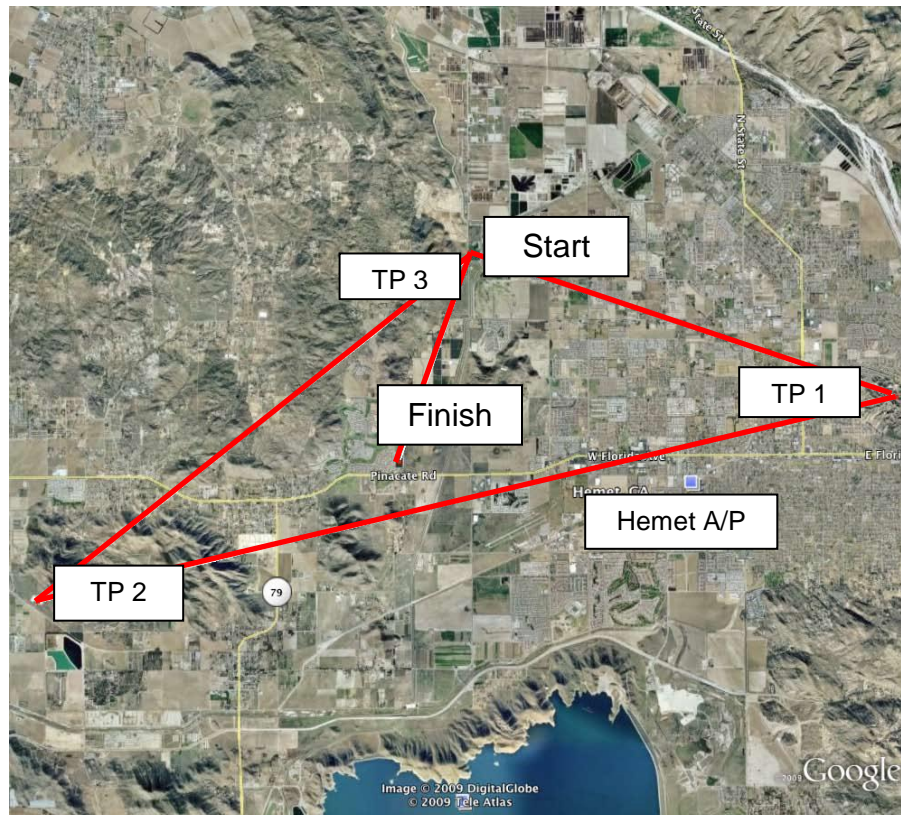 State St
N State St
Start
TP 3
TP 1
Finish
W Florida Ave
E Flori
Pinacate Rd
Hemet, CA
Hemet A/P
TP 2
79
Image © 2009 DigitalGlobe
© 2009 Tele Atlas
2009 Google